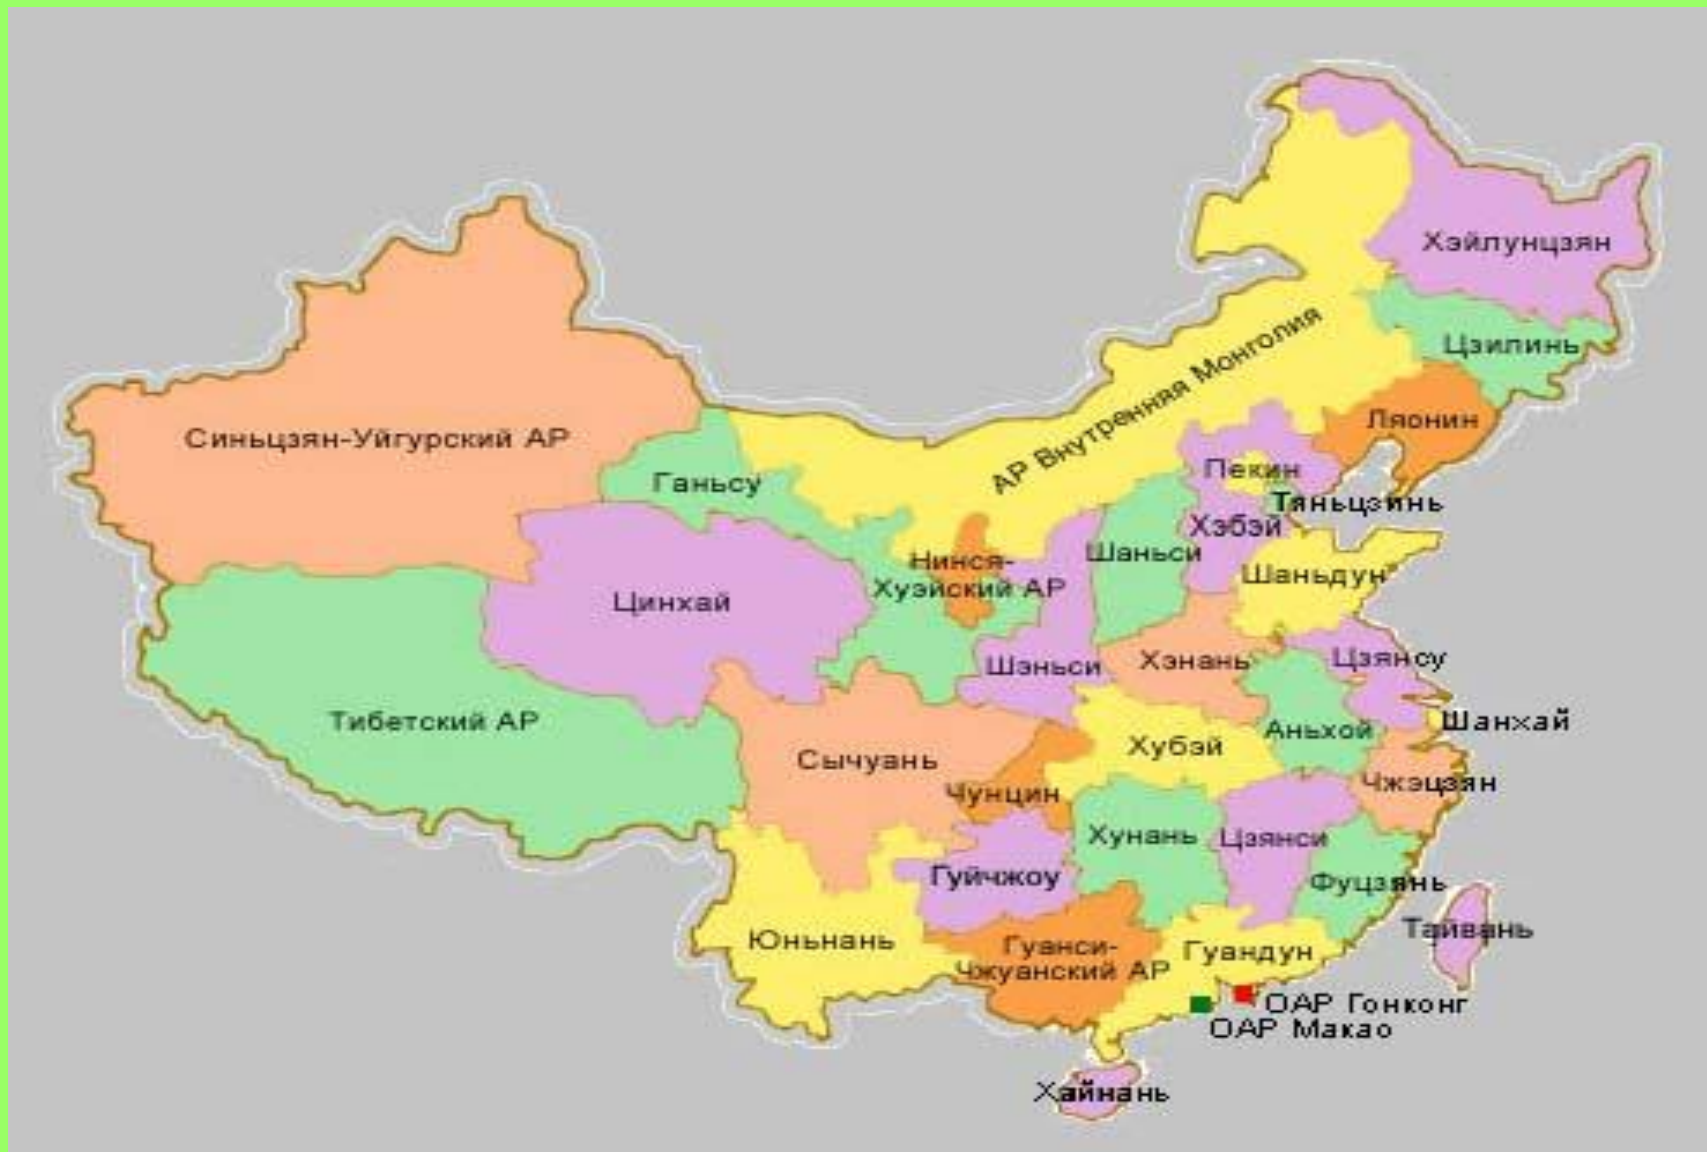 Хэйлунцзян
Цзилинь
АР Внутренняя Монголия
Ляонин
Синьцзян-Уйгурский АР
Пекин
Ганьсу
Тяньцзинь
Хэбэй
Шаньси
Нинся-
Хуэйский АР
Шаньдун
Цинхай
Шэньси
Хэнань
Цзянсу
Тибетский АР
Шанхай
Аньхой
Хубэй
Сычуань
Чжэцзян
Чунцин
Хунань
Цзянси
Гуйчжоу
Фуцзянь
Тайвань
Юньнань
Гуанси-
Чжуанский АР
Гуандун
ОАР Гонконг
ОАР Макао
Хайнань